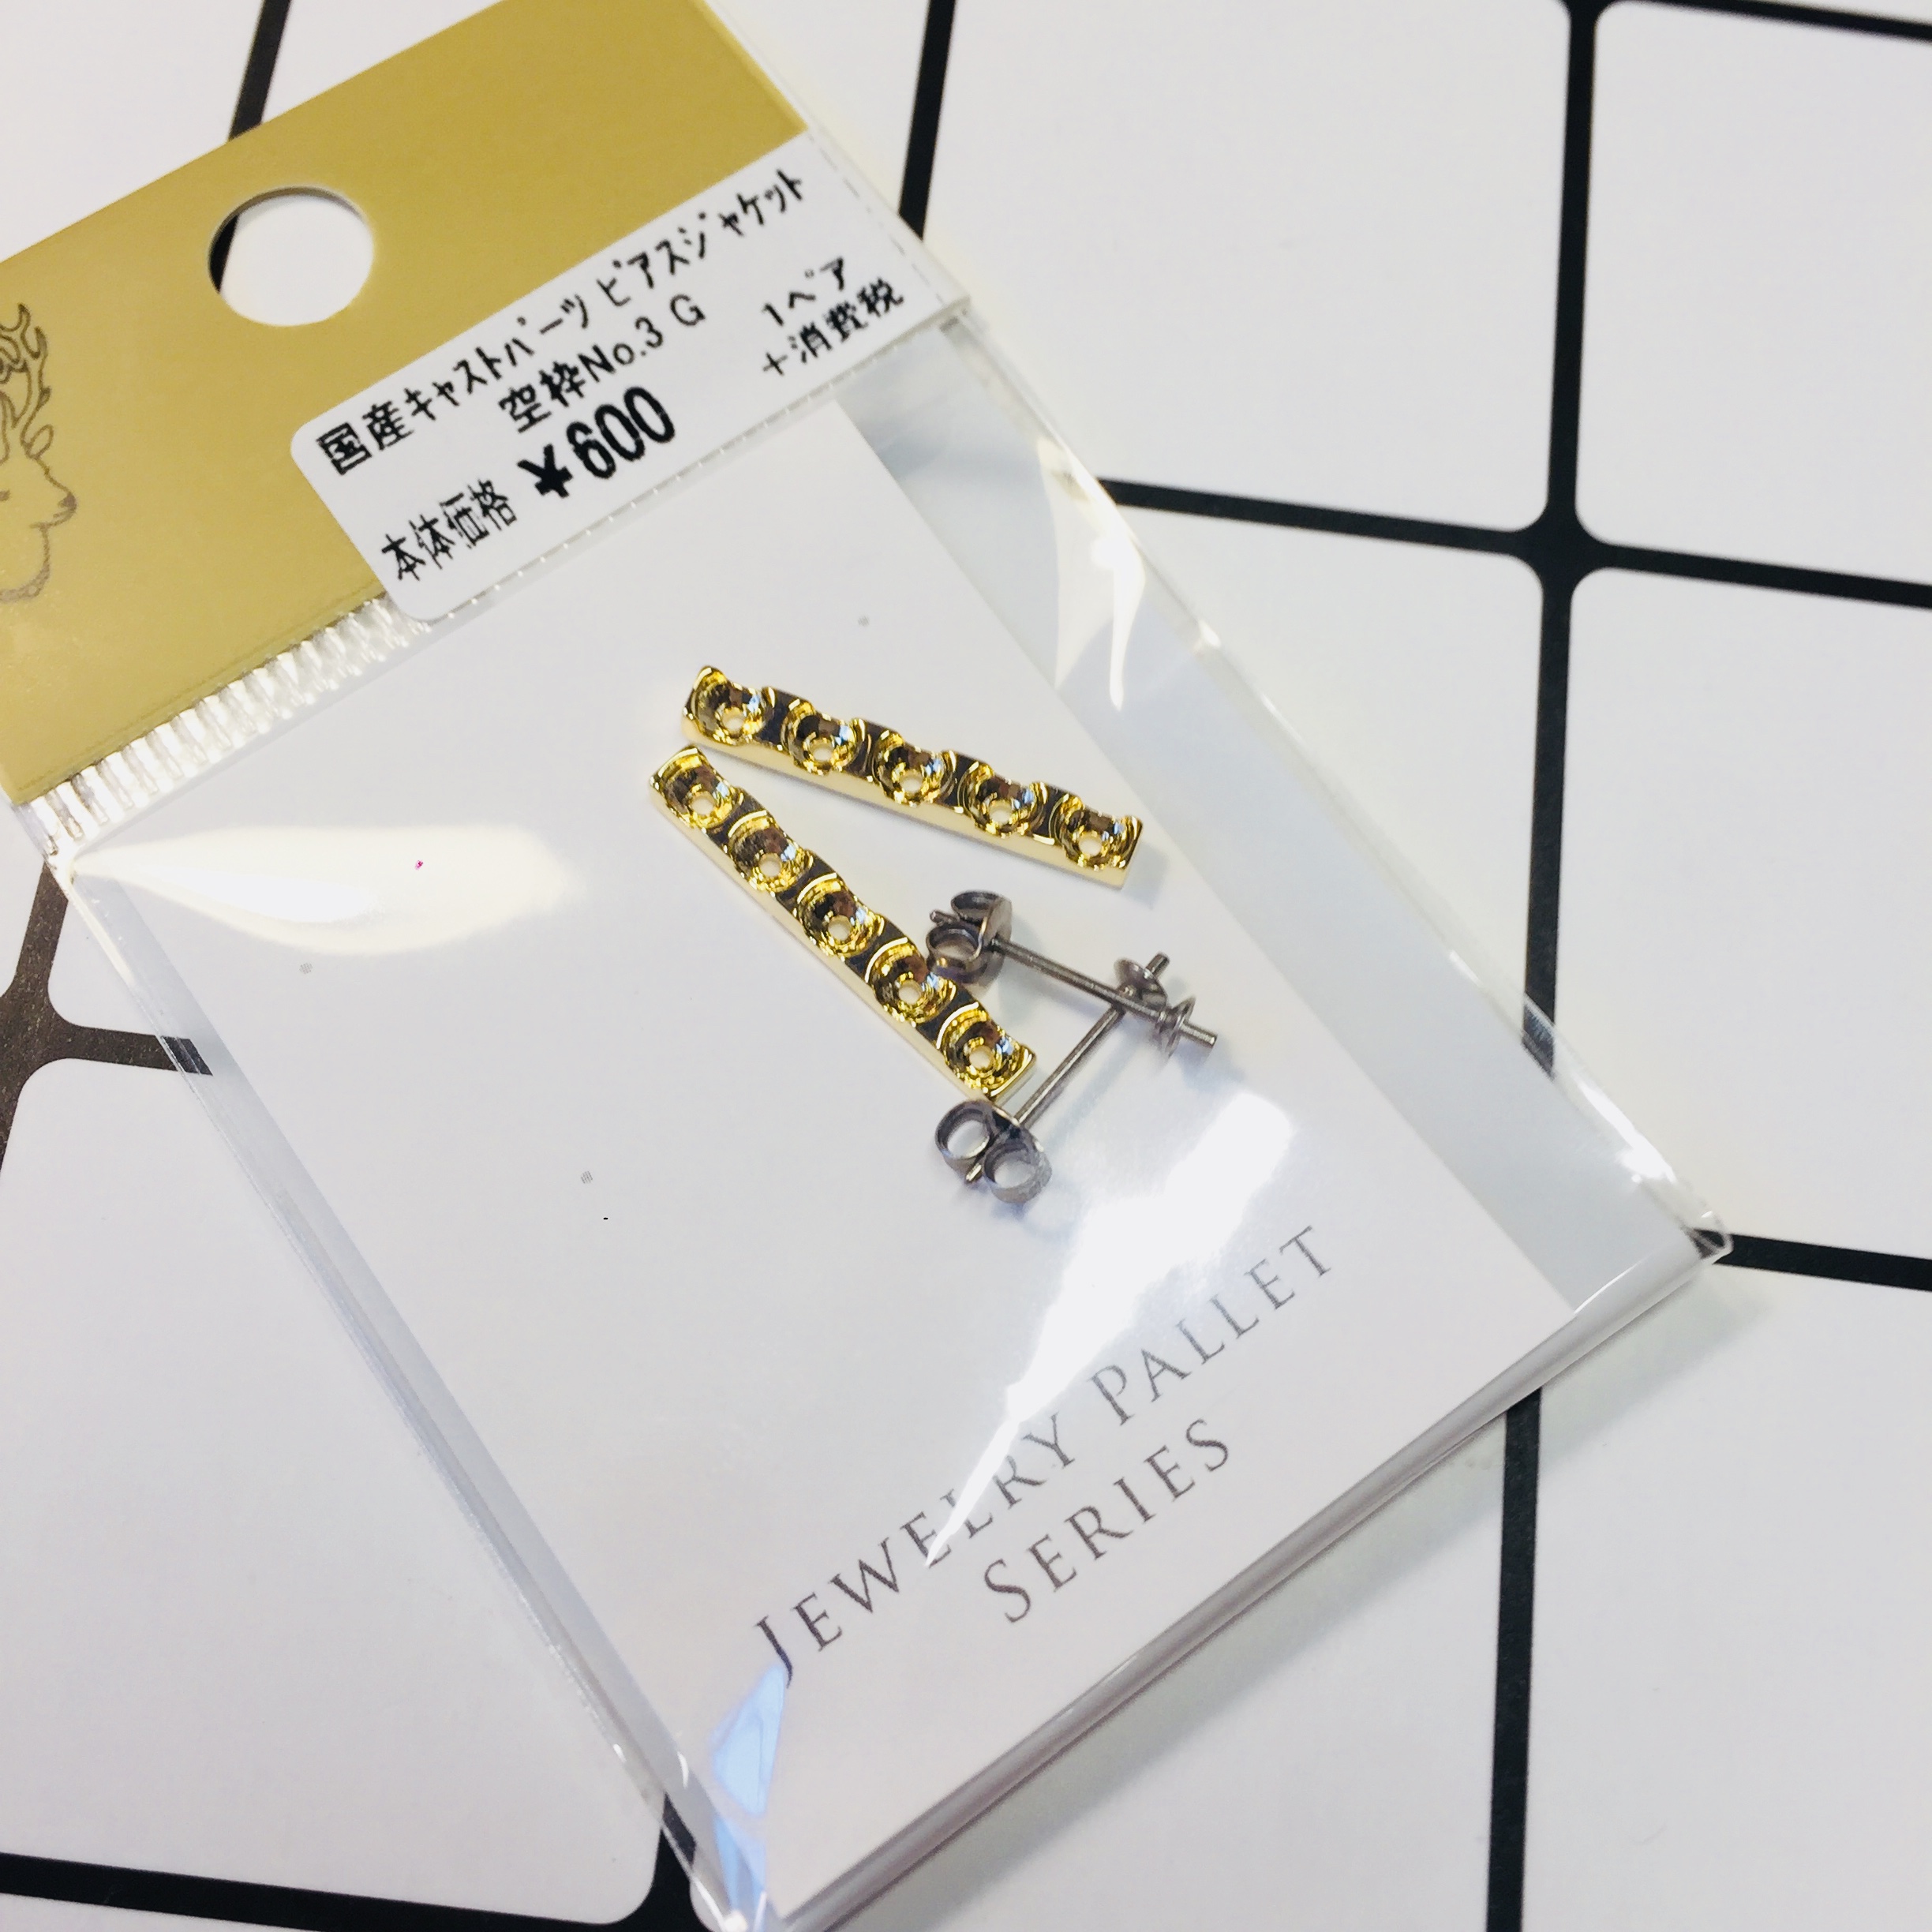 国産キャストパーツ ピアスジャケット
空枠No.3 G 1ペア
本体価格 ¥600 +消費税
JEWELRY PALLET
SERIES